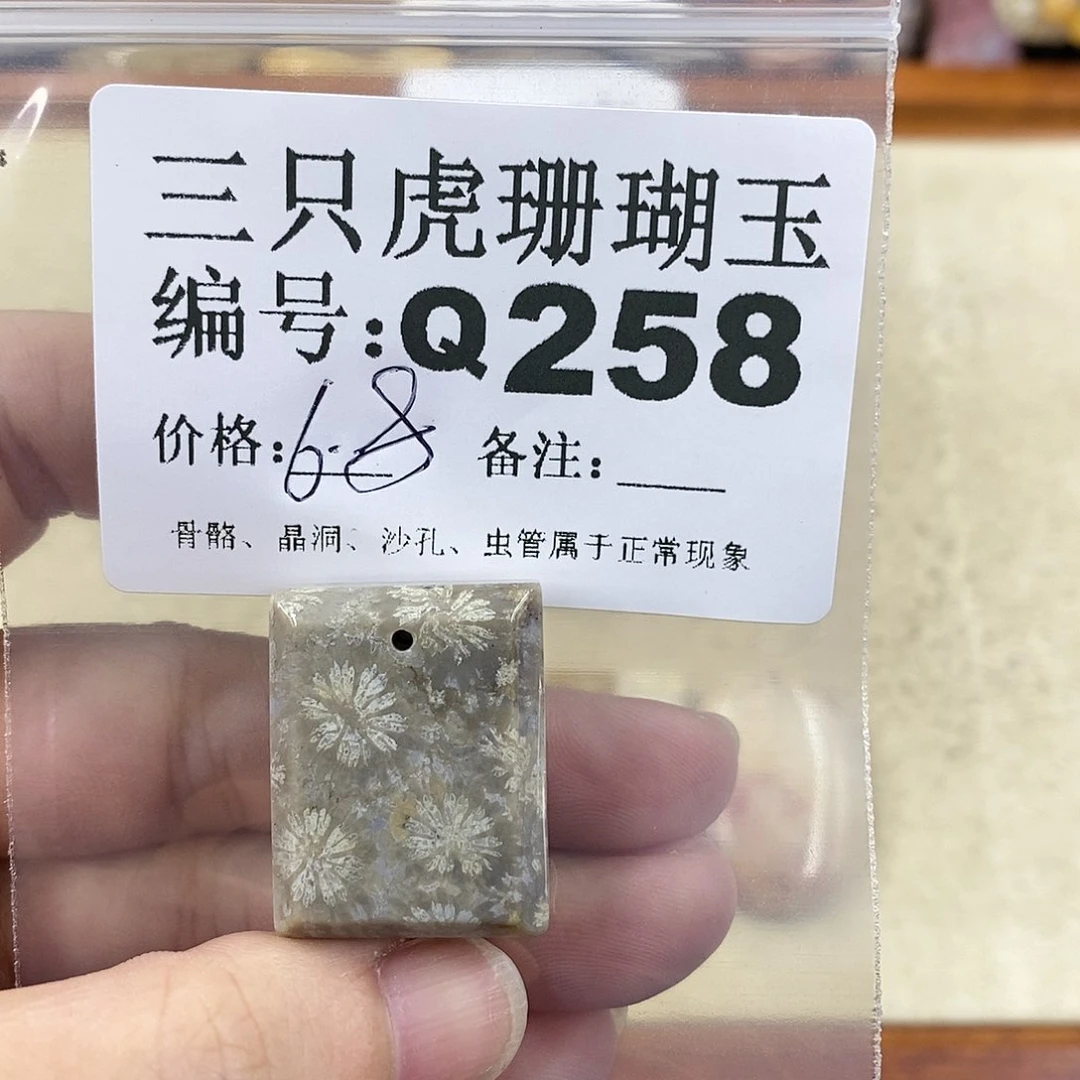 三只虎珊瑚玉
编号:Q258
价格:68 备注:___
骨骼、晶洞、沙孔、虫管属于正常现象